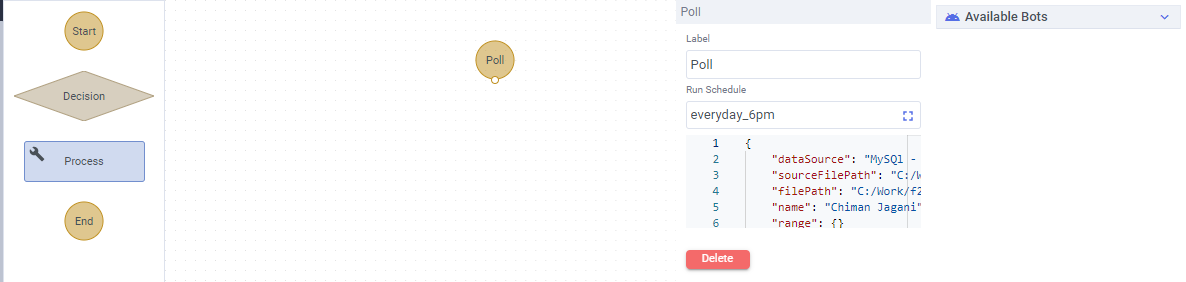 Start
Decision
Process
End
Poll
Poll
Label
Poll
Run Schedule
everyday_6pm
1 {
2 "dataSource": "MySQl -
3 "sourceFilePath": "C:/W
4 "filePath": "C:/Work/f2
5 "name": "Chiman Jagani"
6 "range": {}
Delete
Available Bots